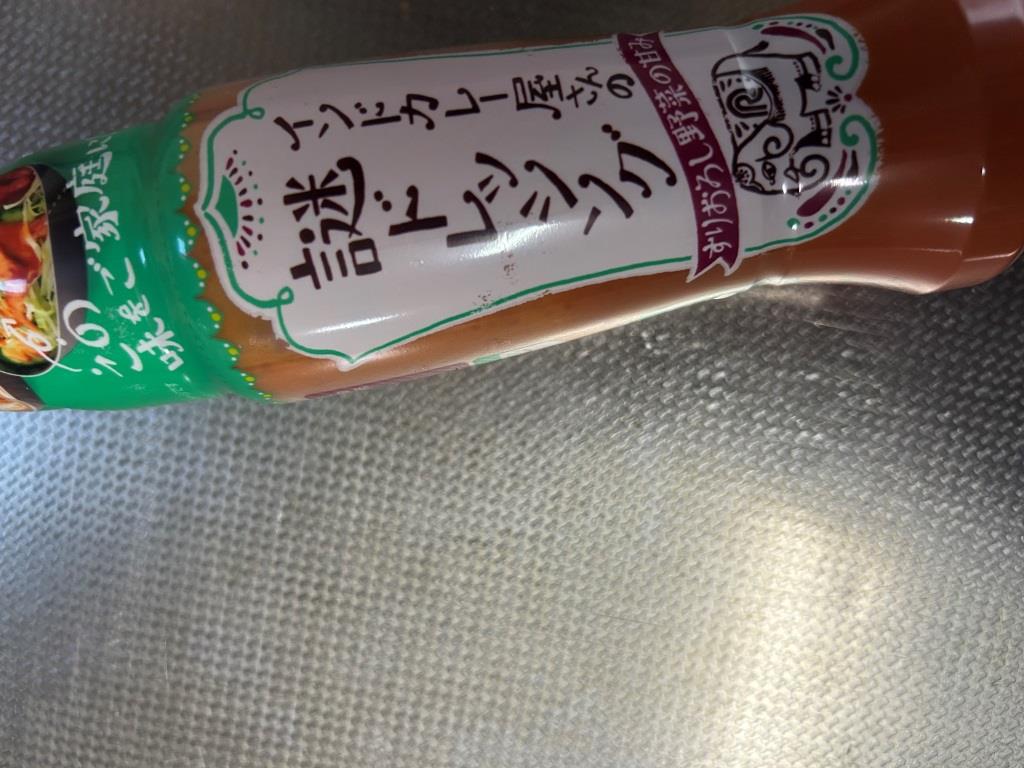 あの
味をご家庭に
インドカレー屋さんの
謎ドレッシング
すりおろし野菜の甘み